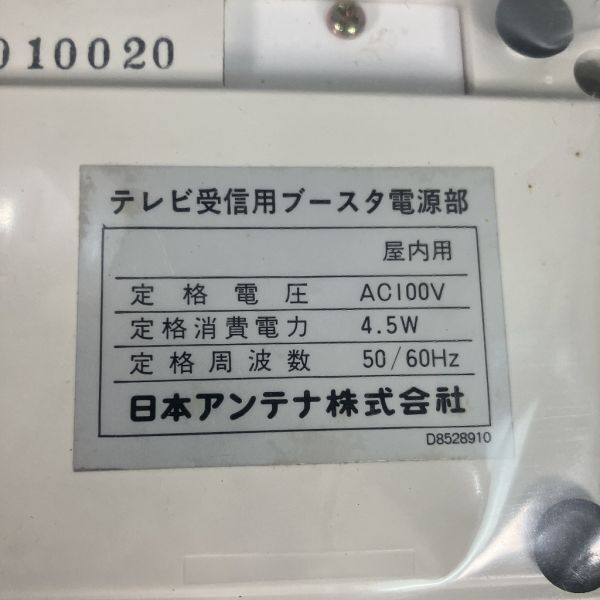 010020
テレビ受信用ブースタ電源部
屋内用
定格電圧 AC100V
定格消費電力 4.5W
定格周波数 50/60Hz
日本アンテナ株式会社
D8528910